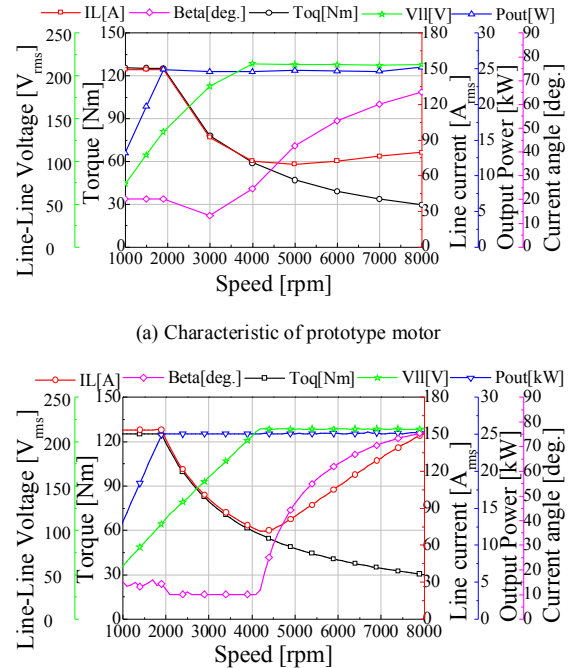 IL[A] Beta[deg.] Toq[Nm] Vll[V] Pout[W]
250 150 180 30 90
80
200 120 150 25 70
60
150 90 120 20 50
90 15 40
100 60 60 10 30
50 30 30 5 20
10
0 0 0 0 0
Line-Line Voltage [Vrms]
Torque [Nm]
Line current [Arms]
Output Power [kW]
Current angle [deg.]
1000 2000 3000 4000 5000 6000 7000 8000
Speed [rpm]
(a) Characteristic of prototype motor
IL[A] Beta[deg.] Toq[Nm] Vll[V] Pout[kW]
250 150 180 30 90
80
200 120 150 25 70
60
150 90 120 20 50
90 15 40
100 60 60 10 30
50 30 30 5 20
10
0 0 0 0 0
Line-Line Voltage [Vrms]
Torque [Nm]
Line current [Arms]
Output Power [kW]
Current angle [deg.]
1000 2000 3000 4000 5000 6000 7000 8000
Speed [rpm]